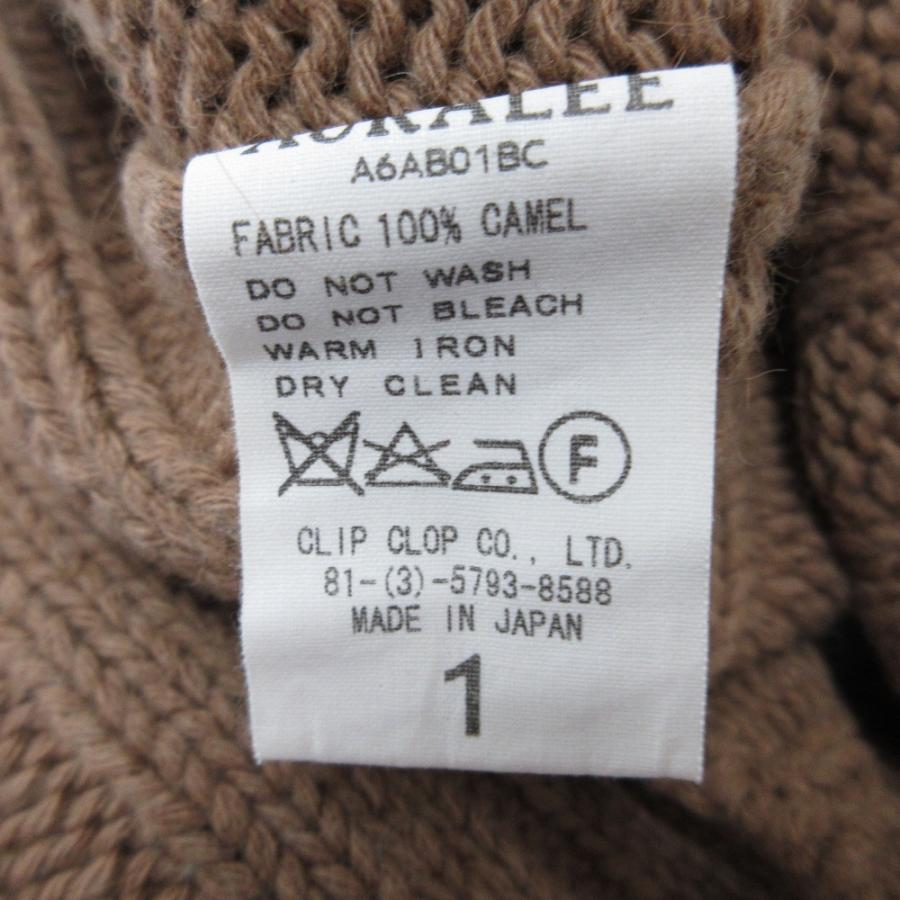 AURALEE
A6AB01BC
FABRIC 100% CAMEL
DO NOT WASH
DO NOT BLEACH
WARM IRON
DRY CLEAN
F
CLIP CLOP CO., LTD.
81-(3)-5793-8588
MADE IN JAPAN
1